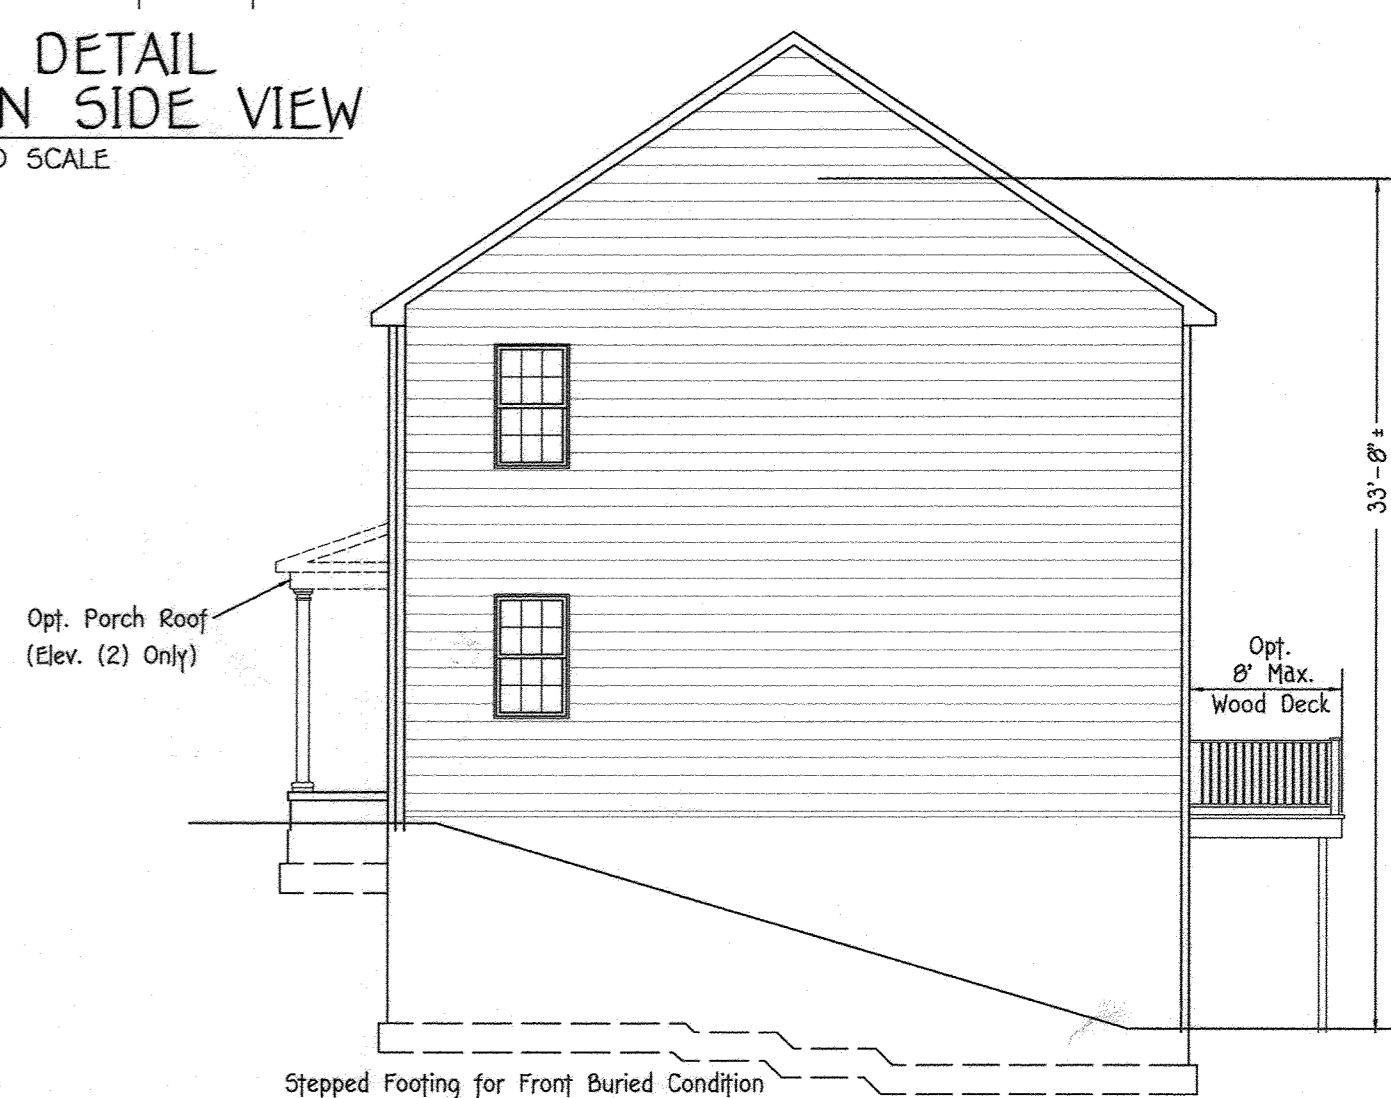 DETAIL
SIDE VIEW
SCALE
33'-8"±
Opt. Porch Roof
(Elev. (2) Only)
Opt.
8' Max.
Wood Deck
Stepped Footing for Front Buried Condition